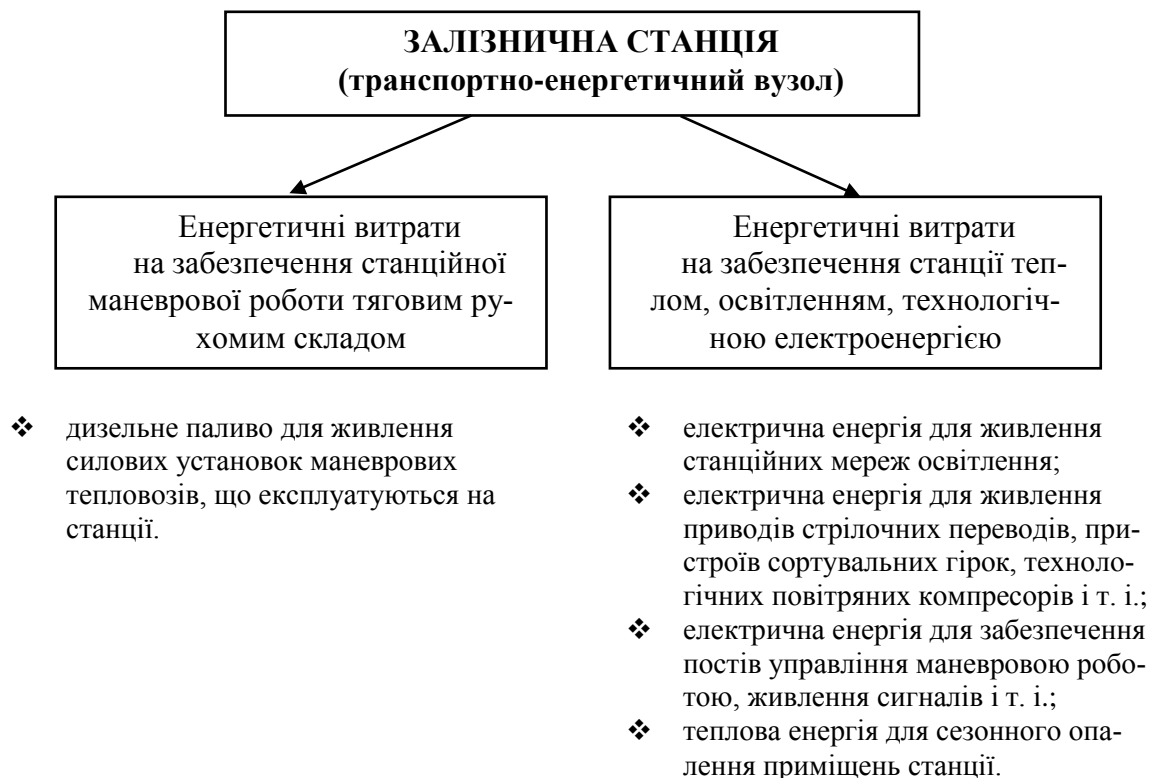 ЗАЛІЗНИЧНА СТАНЦІЯ
(транспортно-енергетичний вузол)
Енергетичні витрати
на забезпечення станційної
маневрової роботи тяговим ру-
хомим складом
Енергетичні витрати
на забезпечення станції теп-
лом, освітленням, технологіч-
ною електроенергією
❖ дизельне паливо для живлення
силових установок маневрових
тепловозів, що експлуатуються на
станції.
❖ електрична енергія для живлення
станційних мереж освітлення;
❖ електрична енергія для живлення
приводів стрілочних переводів, при-
строїв сортувальних гірок, техноло-
гічних повітряних компресорів і т. і.;
❖ електрична енергія для забезпечення
постів управління маневровою робо-
тою, живлення сигналів і т. і.;
❖ теплова енергія для сезонного опа-
лення приміщень станції.